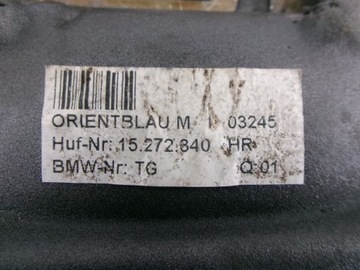 ORIENTBLAU M 03245
Huf-Nr: 15.272.840 HR
BMW-Nr: TG Q:01